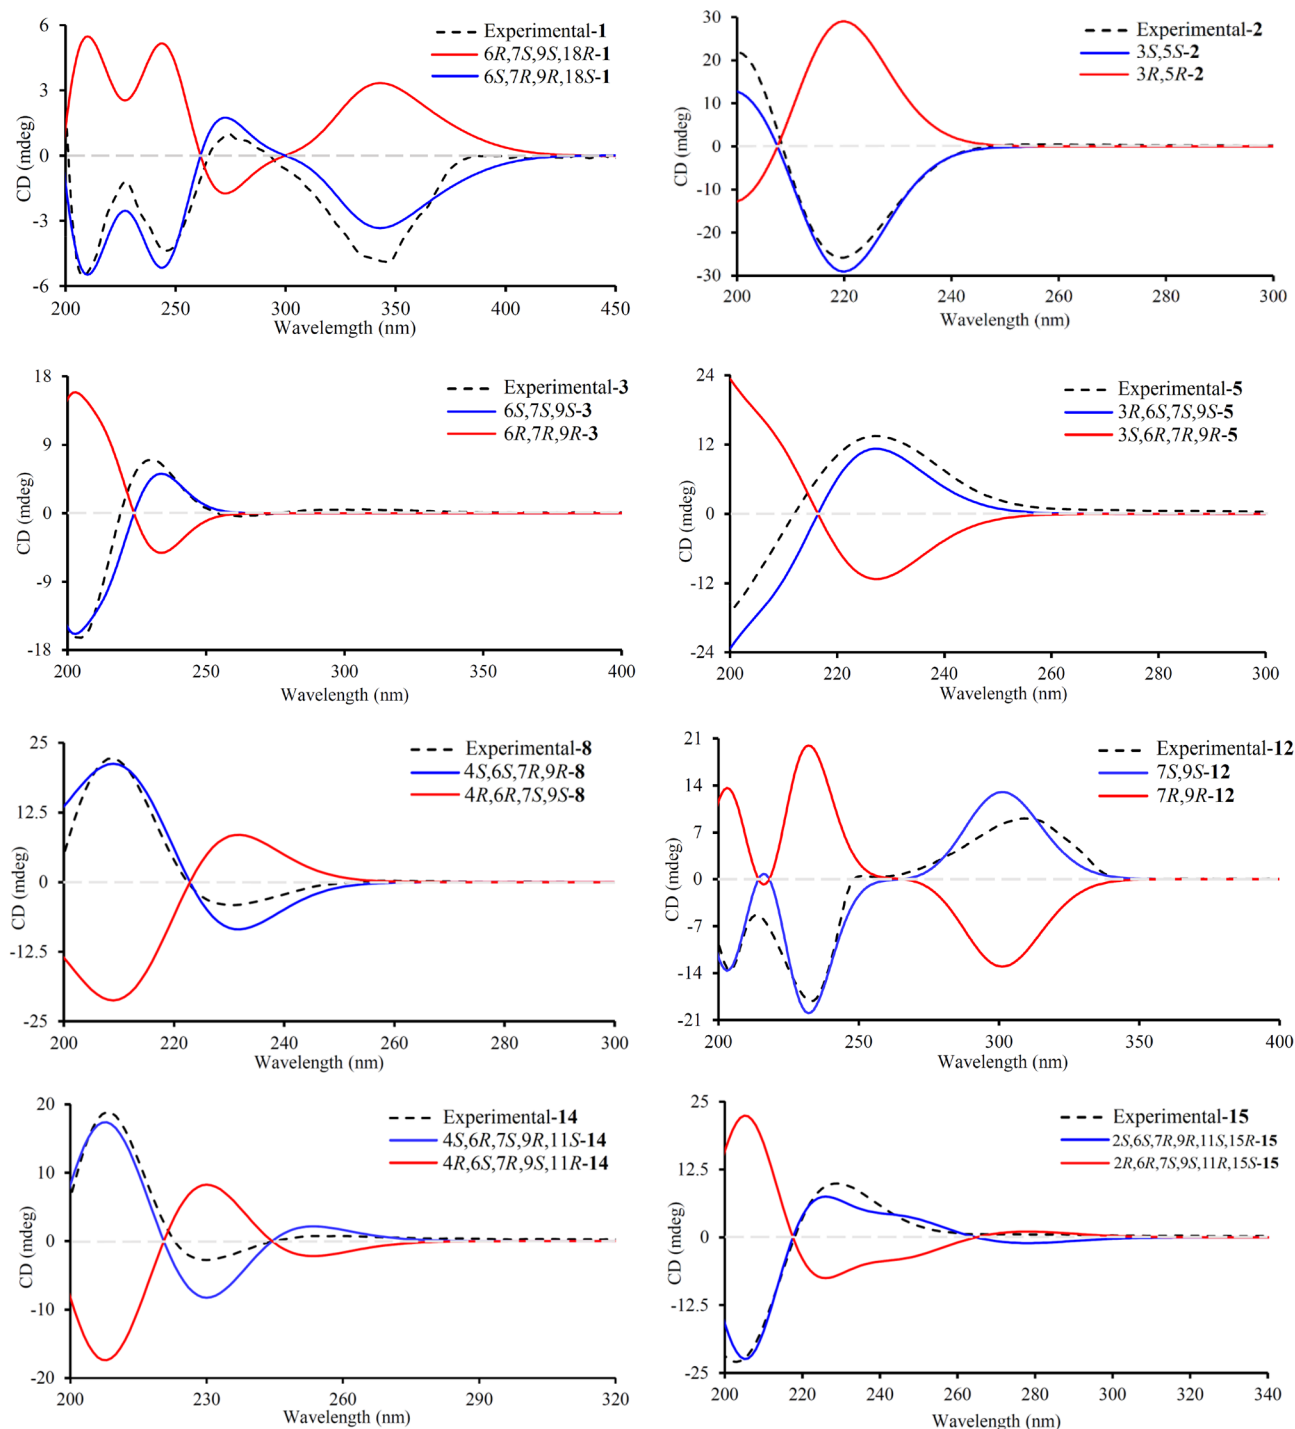 6
3
0
-3
-6
CD (mdeg)
200
250
300
350
400
450
Wavelength (nm)
Experimental-1
6R,7S,9S,18R-1
6S,7R,9R,18S-1
30
20
10
0
-10
-20
-30
CD (mdeg)
200
220
240
260
280
300
Wavelength (nm)
Experimental-2
3S,5S-2
3R,5R-2
18
9
0
-9
-18
CD (mdeg)
200
250
300
350
400
Wavelength (nm)
Experimental-3
6S,7S,9S-3
6R,7R,9R-3
24
12
0
-12
-24
CD (mdeg)
200
220
240
260
280
300
Wavelength (nm)
Experimental-5
3R,6S,7S,9S-5
3S,6R,7R,9R-5
25
12.5
0
-12.5
-25
CD (mdeg)
200
220
240
260
280
300
Wavelength (nm)
Experimental-8
4S,6S,7R,9R-8
4R,6R,7S,9S-8
21
14
7
0
-7
-14
-21
CD (mdeg)
200
250
300
350
400
Wavelength (nm)
Experimental-12
7S,9S-12
7R,9R-12
20
10
0
-10
-20
CD (mdeg)
200
230
260
290
320
Wavelength (nm)
Experimental-14
4S,6R,7S,9R,11S-14
4R,6S,7R,9S,11R-14
25
12.5
0
-12.5
-25
CD (mdeg)
200
220
240
260
280
300
320
340
Wavelength (nm)
Experimental-15
2S,6S,7R,9R,11S,15R-15
2R,6R,7S,9S,11R,15S-15